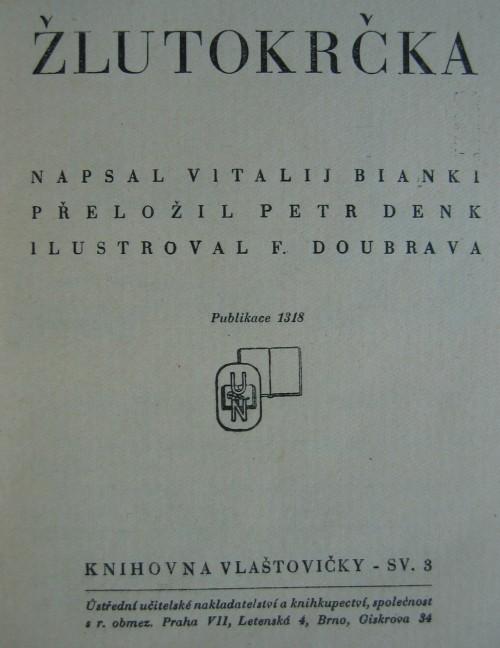 ŽLUTOKRČKA
NAPSAL VITALIJ BIANKI
PŘELOŽIL PETR DENK
ILUSTROVAL F. DOUBRAVA
Publikace 1318
KNIHOVNA VLAŠTOVIČKY - SV. 3
Ústřední učitelské nakladatelství a knihkupectví, společnost
s r. obmez. Praha VII, Letenská 4, Brno, Giskrova 34